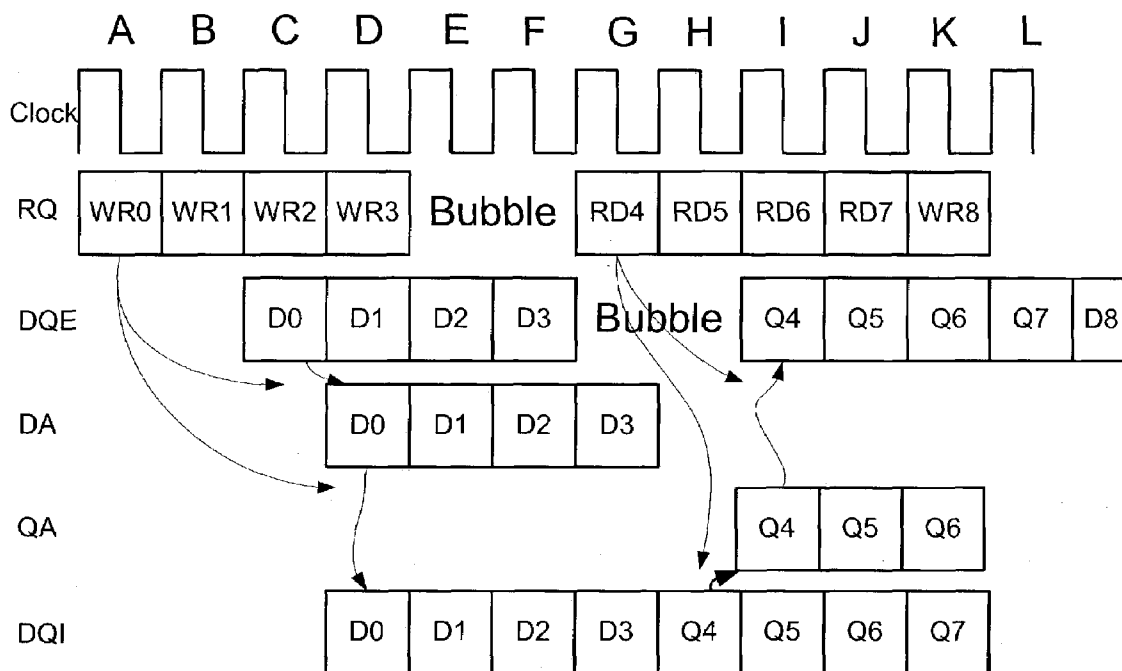 A B C D E F G H I J K L
Clock
RQ WR0 WR1 WR2 WR3 Bubble RD4 RD5 RD6 RD7 WR8
DQE D0 D1 D2 D3 Bubble Q4 Q5 Q6 Q7 D8
DA D0 D1 D2 D3
QA Q4 Q5 Q6
DQI D0 D1 D2 D3 Q4 Q5 Q6 Q7